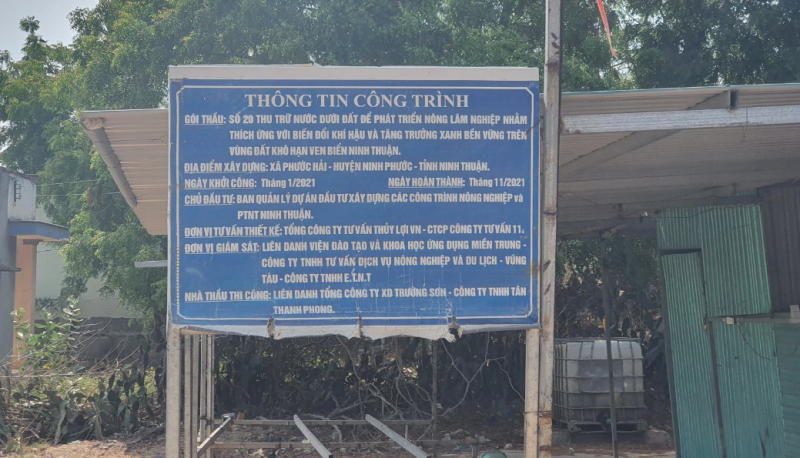 THÔNG TIN CÔNG TRÌNH
GÓI THẦU: SỐ 20 THU TRỮ NƯỚC DƯỚI ĐẤT ĐỂ PHÁT TRIỂN NÔNG LÂM NGHIỆP NHẰM
THÍCH ỨNG VỚI BIẾN ĐỔI KHÍ HẬU VÀ TĂNG TRƯỞNG XANH BỀN VỮNG TRÊN
VÙNG ĐẤT KHÔ HẠN VEN BIỂN NINH THUẬN.
ĐỊA ĐIỂM XÂY DỰNG: XÃ PHƯỚC HẢI - HUYỆN NINH PHƯỚC - TỈNH NINH THUẬN.
NGÀY KHỞI CÔNG: Tháng 1/2021 NGÀY HOÀN THÀNH: Tháng 11/2021
CHỦ ĐẦU TƯ: BAN QUẢN LÝ DỰ ÁN ĐẦU TƯ XÂY DỰNG CÁC CÔNG TRÌNH NÔNG NGHIỆP và
PTNT NINH THUẬN.
ĐƠN VỊ TƯ VẤN THIẾT KẾ: TỔNG CÔNG TY TƯ VẤN THỦY LỢI VN - CTCP CÔNG TY TƯ VẤN 11.
ĐƠN VỊ GIÁM SÁT: LIÊN DANH VIỆN ĐÀO TẠO VÀ KHOA HỌC ỨNG DỤNG MIỀN TRUNG -
CÔNG TY TNHH TƯ VẤN DỊCH VỤ NÔNG NGHIỆP VÀ DU LỊCH - VŨNG
TÀU - CÔNG TY TNHH E.T.N.T
NHÀ THẦU THI CÔNG: LIÊN DANH TỔNG CÔNG TY XD TRƯỜNG SƠN - CÔNG TY TNHH TÂN
THANH PHONG.